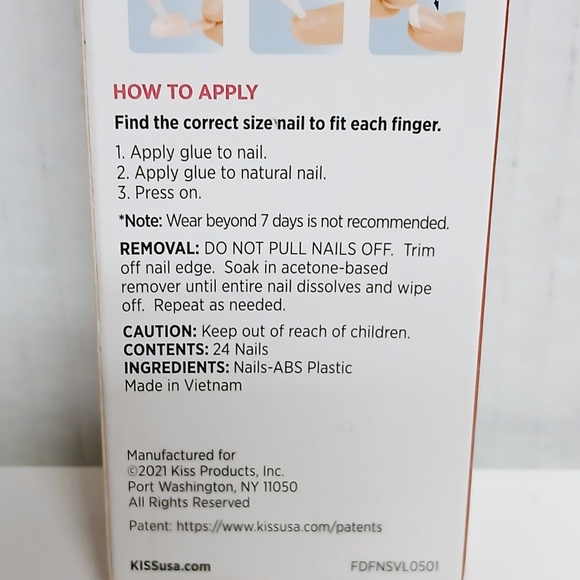 HOW TO APPLY
Find the correct size nail to fit each finger.
1. Apply glue to nail.
2. Apply glue to natural nail.
3. Press on.
*Note: Wear beyond 7 days is not recommended.
REMOVAL: DO NOT PULL NAILS OFF. Trim
off nail edge. Soak in acetone-based
remover until entire nail dissolves and wipe
off. Repeat as needed.
CAUTION: Keep out of reach of children.
CONTENTS: 24 Nails
INGREDIENTS: Nails-ABS Plastic
Made in Vietnam
Manufactured for
©2021 Kiss Products, Inc.
Port Washington, NY 11050
All Rights Reserved
Patent: https://www.kissusa.com/patents
KISSusa.com FDFNSVL0501